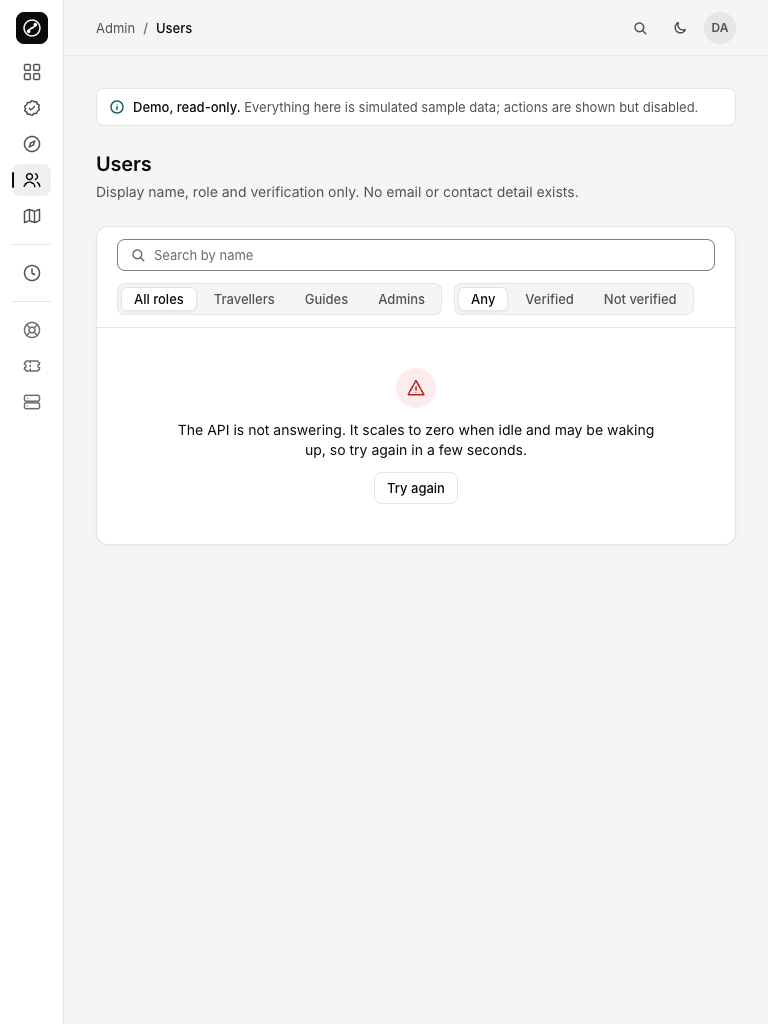 Admin / Users
DA
Demo, read-only. Everything here is simulated sample data; actions are shown but disabled.
Users
Display name, role and verification only. No email or contact detail exists.
Search by name
All roles Travellers Guides Admins Any Verified Not verified
The API is not answering. It scales to zero when idle and may be waking
up, so try again in a few seconds.
Try again